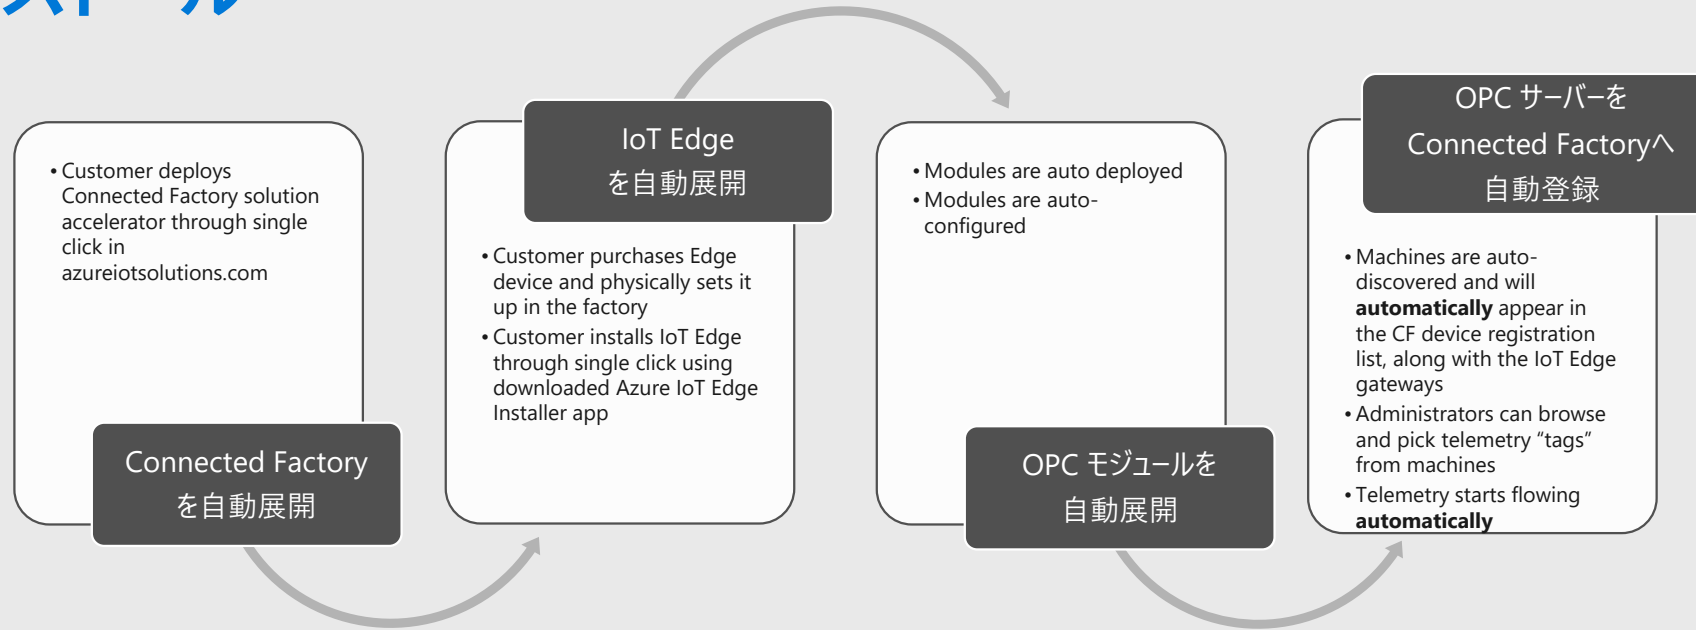 ストール
• Customer deploys
Connected Factory solution
accelerator through single
click in
azureiotsolutions.com
Connected Factory
を自動展開
IoT Edge
を自動展開
• Customer purchases Edge
device and physically sets it
up in the factory
• Customer installs IoT Edge
through single click using
downloaded Azure IoT Edge
Installer app
• Modules are auto deployed
• Modules are auto-
configured
OPC モジュールを
自動展開
OPC サーバーを
Connected Factoryへ
自動登録
• Machines are auto-
discovered and will
automatically appear in
the CF device registration
list, along with the IoT Edge
gateways
• Administrators can browse
and pick telemetry “tags”
from machines
• Telemetry starts flowing
automatically